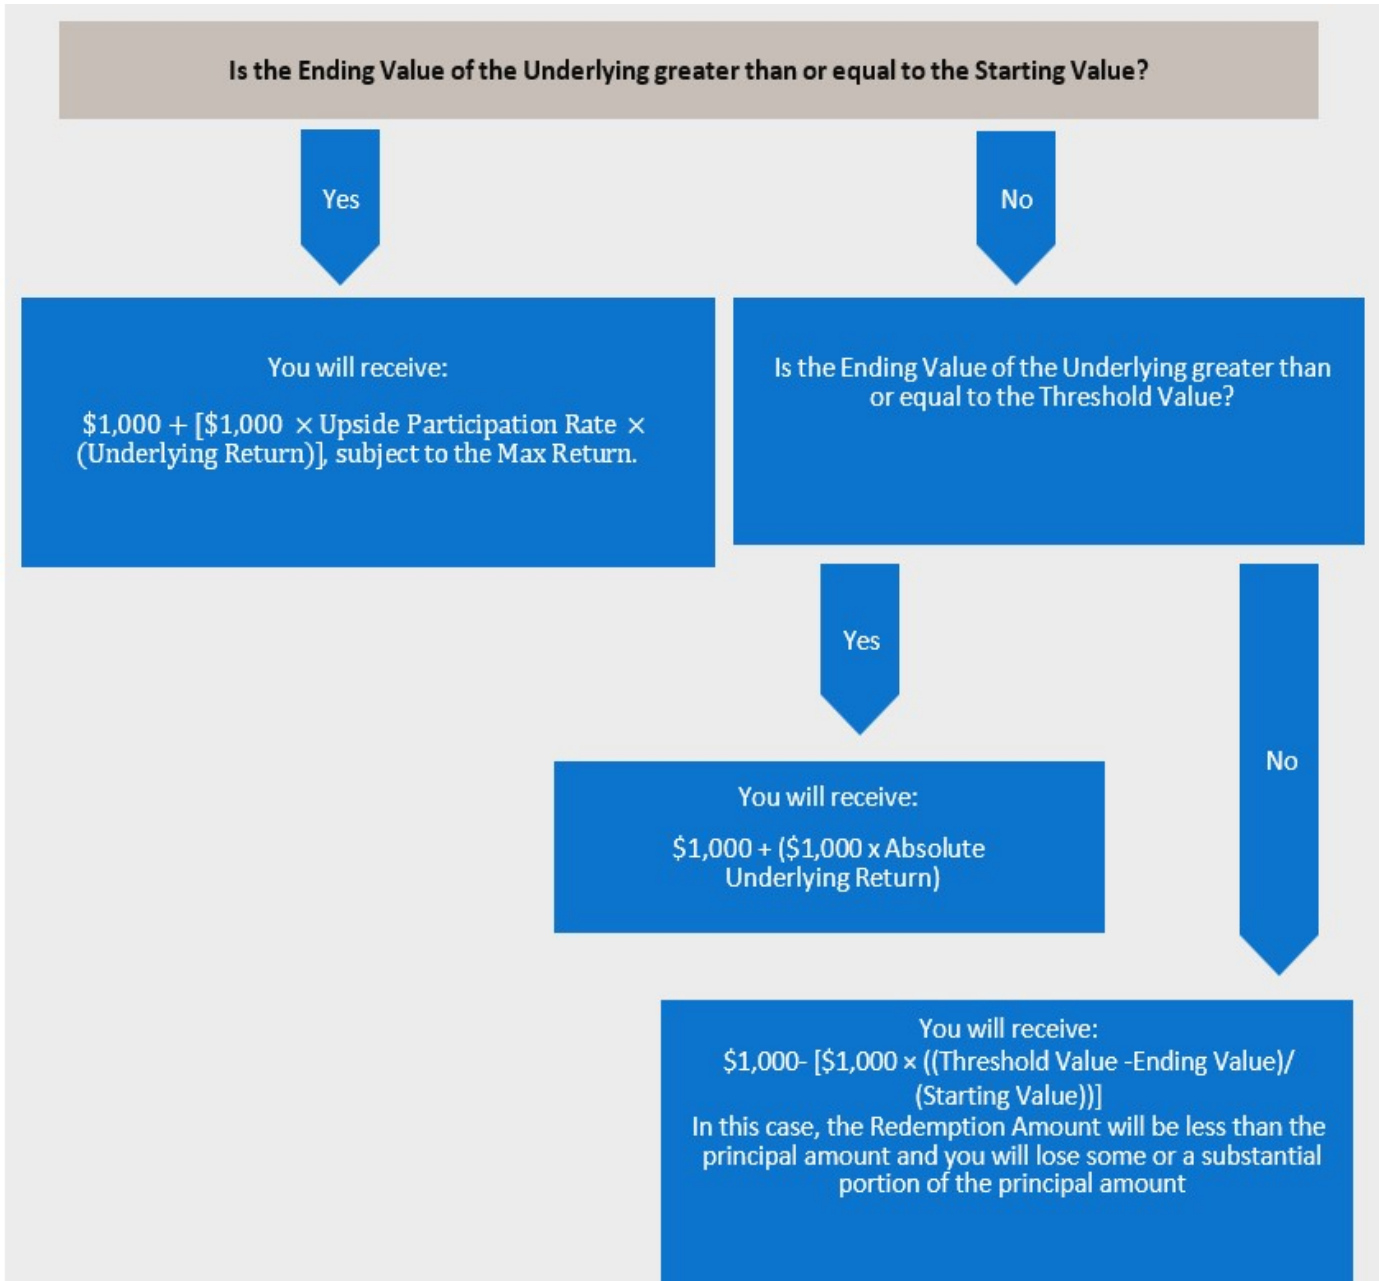 Is the Ending Value of the Underlying greater than or equal to the Starting Value?
Yes
No
You will receive:
$1,000 + [$1,000 × Upside Participation Rate ×
(Underlying Return)], subject to the Max Return.
Is the Ending Value of the Underlying greater than
or equal to the Threshold Value?
Yes
No
You will receive:
$1,000 + ($1,000 x Absolute
Underlying Return)
You will receive:
$1,000- [$1,000 × ((Threshold Value -Ending Value)/
(Starting Value))]
In this case, the Redemption Amount will be less than the
principal amount and you will lose some or a substantial
portion of the principal amount